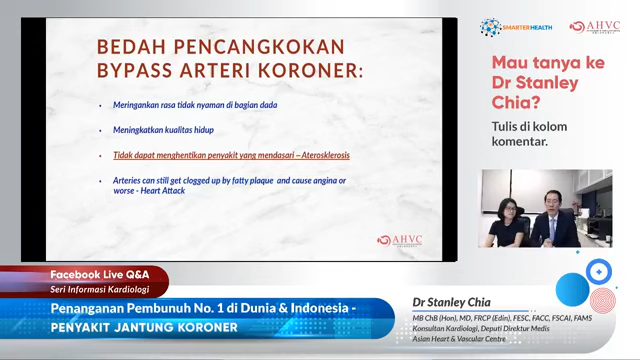 BEDAH PENCANGKOKAN
BYPASS ARTERI KORONER:
Meringankan rasa tidak nyaman di bagian dada
Meningkatkan kualitas hidup
Tidak dapat menghentikan penyakit yang mendasari – Aterosklerosis
Arteries can still get clogged up by fatty plaque and cause angina or
worse - Heart Attack
AHVC
SMARTERHEALTH
AHVC
Mau tanya ke
Dr Stanley
Chia?
Tulis di kolom
komentar.
Facebook Live Q&A
Seri Informasi Kardiologi
Penanganan Pembunuh No. 1 di Dunia & Indonesia -
PENYAKIT JANTUNG KORONER
Dr Stanley Chia
MB ChB (Hon), MD, FRCP (Edin), FESC, FACC, FSCAI, FAMS
Konsultan Kardiologi, Deputi Direktur Medis
Asian Heart & Vascular Centre